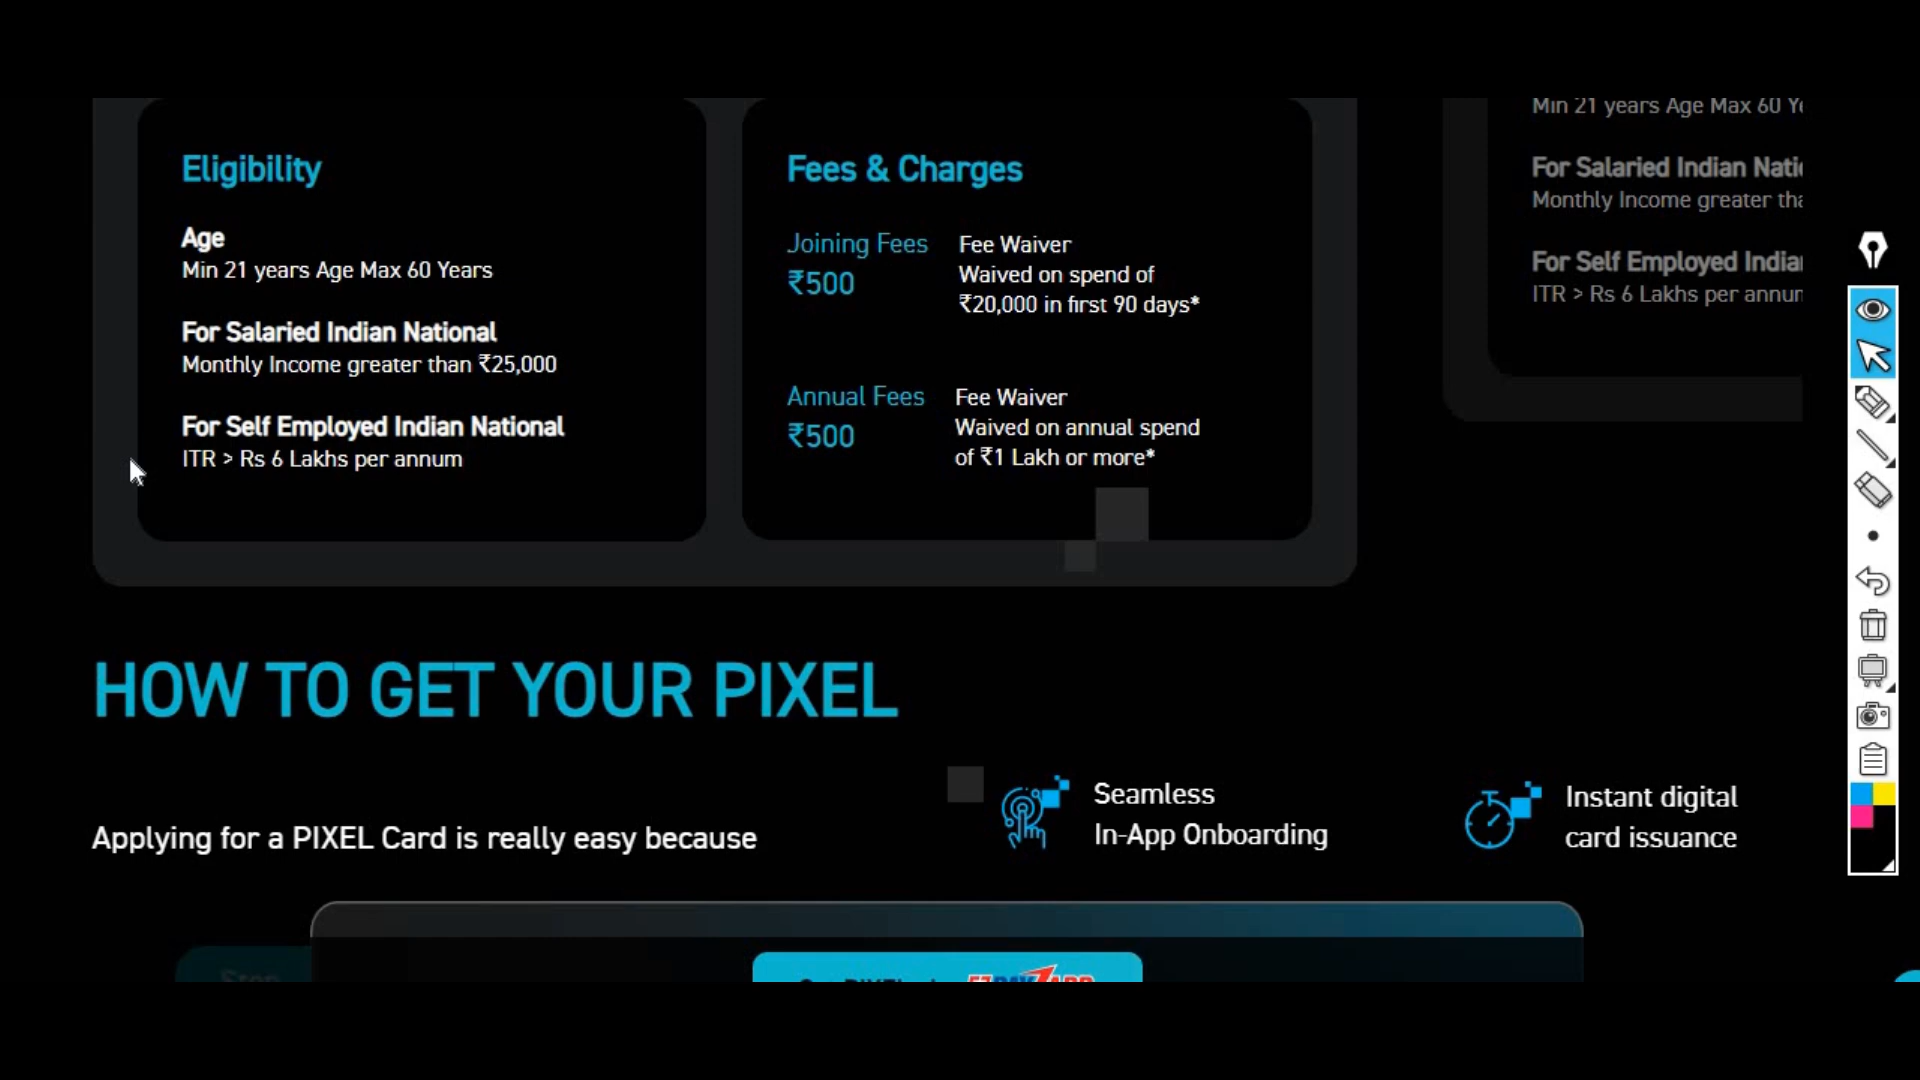 Eligibility
Age
Min 21 years Age Max 60 Years
For Salaried Indian National
Monthly Income greater than ₹25,000
For Self Employed Indian National
ITR > Rs 6 Lakhs per annum
Fees & Charges
Joining Fees
₹500
Fee Waiver
Waived on spend of
₹20,000 in first 90 days*
Annual Fees
₹500
Fee Waiver
Waived on annual spend
of ₹1 Lakh or more*
Min 21 years Age Max 60
For Salaried Indian
Monthly Income greater
For Self Employed
ITR > Rs 6 Lakhs per
HOW TO GET YOUR PIXEL
Applying for a PIXEL Card is really easy because
Seamless
In-App Onboarding
Instant digital
card issuance